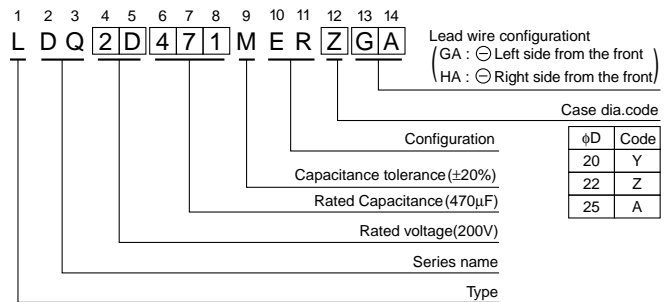 1 2 3 4 5 6 7 8 9 10 11 12 13 14
L D Q 2 D 4 7 1 M E R Z G A
Lead wire configurationt
(GA : ⊖ Left side from the front
HA : ⊖ Right side from the front)
Case dia.code
φD Code
20 Y
22 Z
25 A
Configuration
Capacitance tolerance (±20%)
Rated Capacitance (470µF)
Rated voltage(200V)
Series name
Type